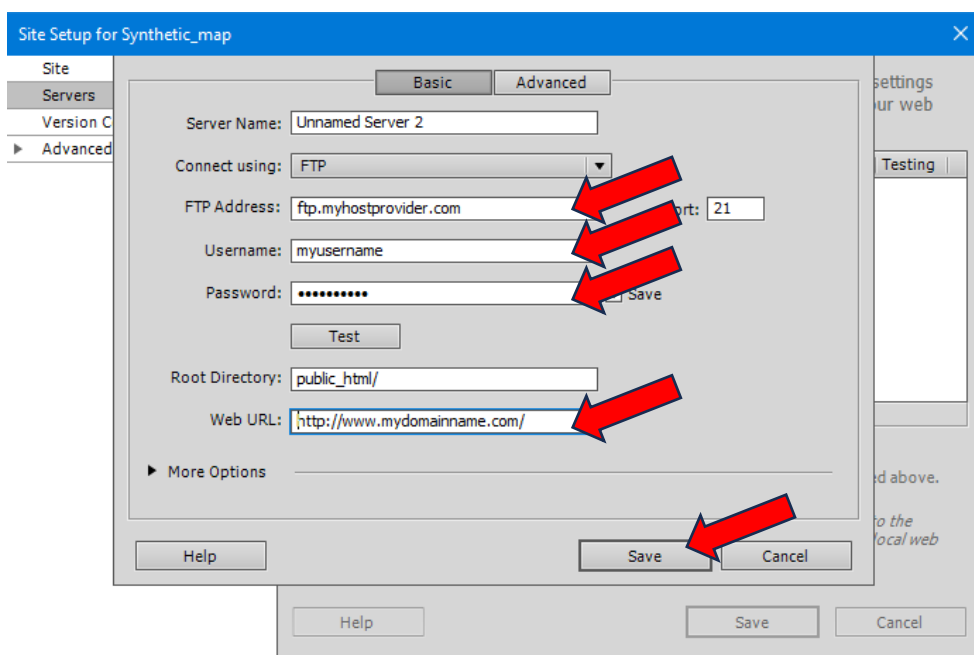 Site Setup for Synthetic_map
Site
Servers
Version C
Advanced
settings
ur web
Testing
Basic Advanced
Server Name: Unnamed Server 2
Connect using: FTP
FTP Address: ftp.myhostprovider.com ort: 21
Username: myusername
Password: •••••••••• Save
Test
Root Directory: public_html/
Web URL: http://www.mydomainname.com/
More Options
ed above.
to the
local web
Help Save Cancel
Help Save Cancel